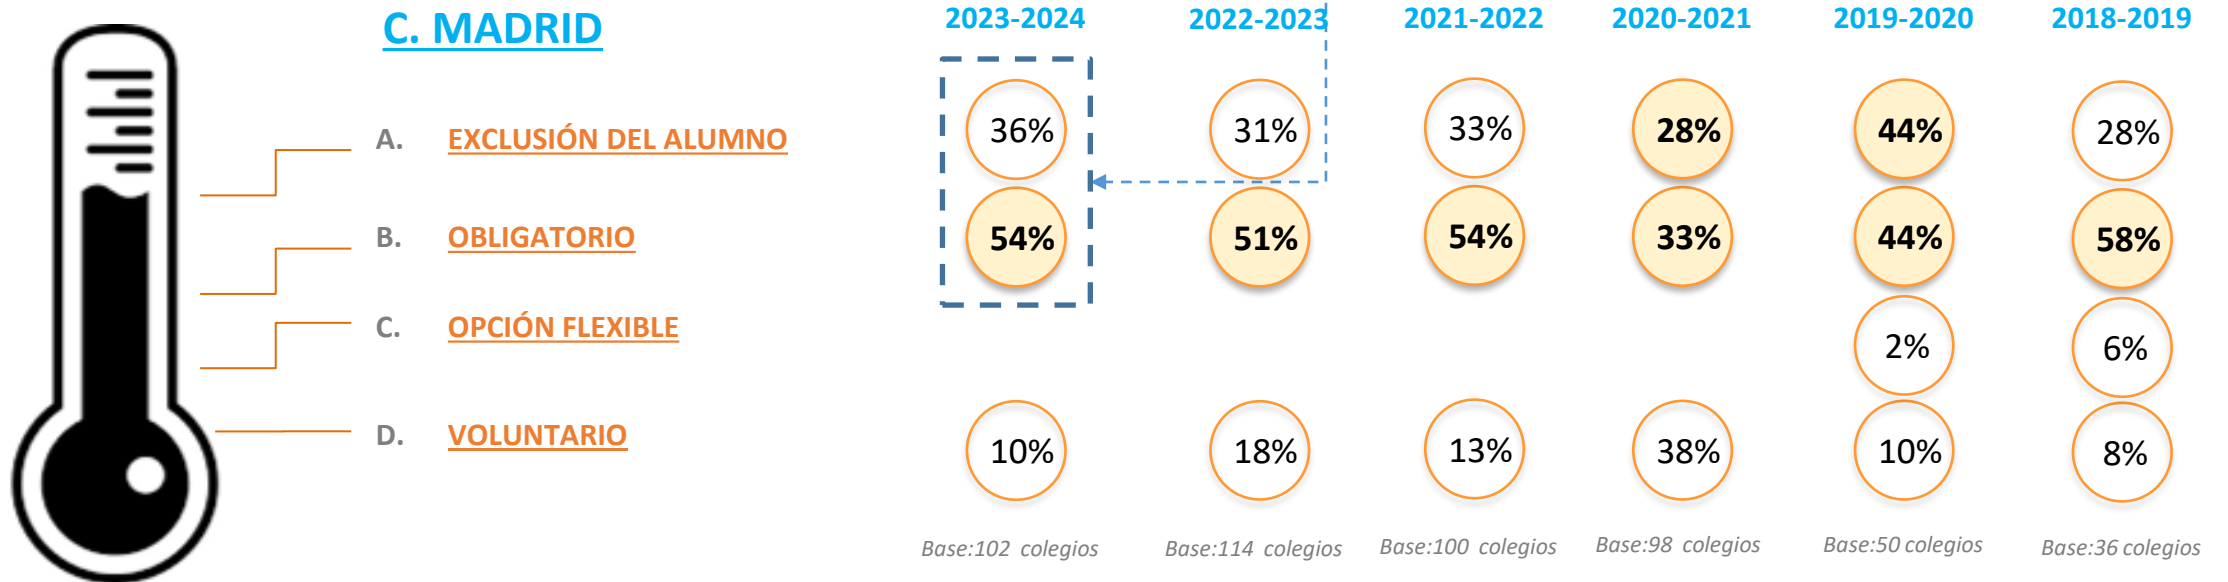 C. MADRID
2023-2024 2022-2023 2021-2022 2020-2021 2019-2020 2018-2019
A. EXCLUSIÓN DEL ALUMNO 36% 31% 33% 28% 44% 28%
B. OBLIGATORIO 54% 51% 54% 33% 44% 58%
C. OPCIÓN FLEXIBLE 2% 6%
D. VOLUNTARIO 10% 18% 13% 38% 10% 8%
Base:102 colegios Base:114 colegios Base:100 colegios Base:98 colegios Base:50 colegios Base:36 colegios